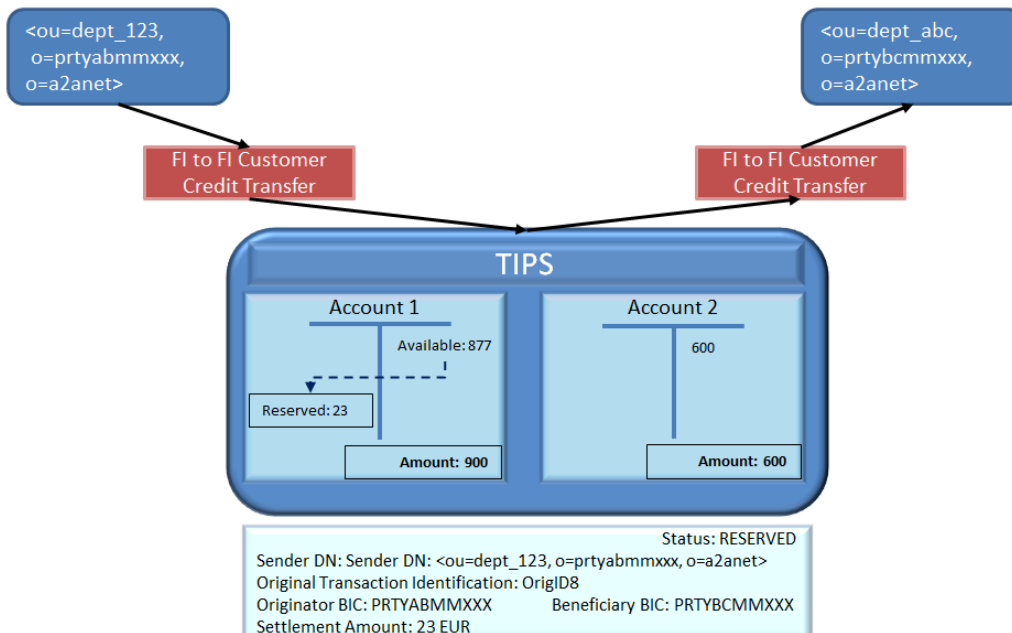 <ou=dept_123,
o=prtyabmmxxx,
o=a2anet>
<ou=dept_abc,
o=prtybcmmxxx,
o=a2anet>
FI to FI Customer
Credit Transfer
FI to FI Customer
Credit Transfer
TIPS
Account 1
Available: 877
Reserved: 23
Amount: 900
Account 2
600
Amount: 600
Status: RESERVED
Sender DN: Sender DN: <ou=dept_123, o=prtyabmmxxx, o=a2anet>
Original Transaction Identification: OrigID8
Originator BIC: PRTYABMMXXX Beneficiary BIC: PRTYBCMMXXX
Settlement Amount: 23 EUR